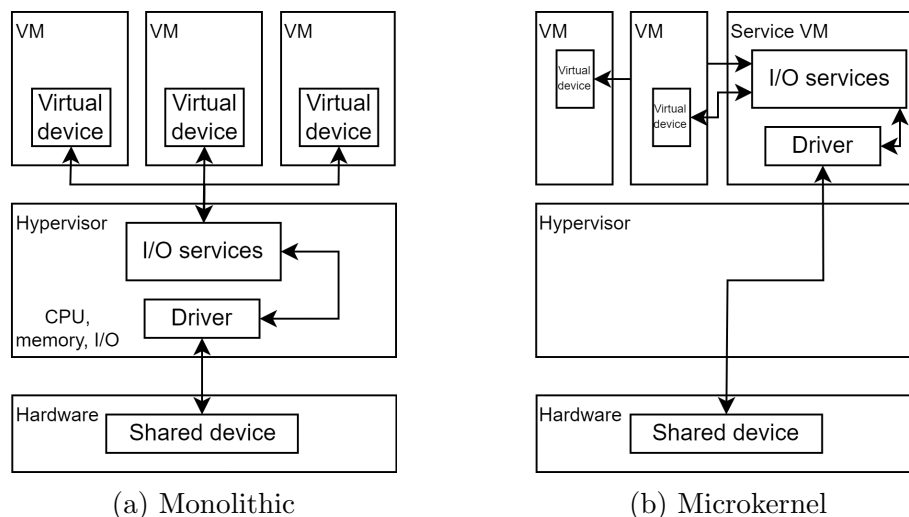 VM
VM
VM
Virtual
device
Virtual
device
Virtual
device
Hypervisor
I/O services
Driver
CPU,
memory, I/O
Hardware
Shared device
(a) Monolithic
VM
VM
Service VM
Virtual
device
I/O services
Virtual
device
Driver
Hypervisor
Hardware
Shared device
(b) Microkernel